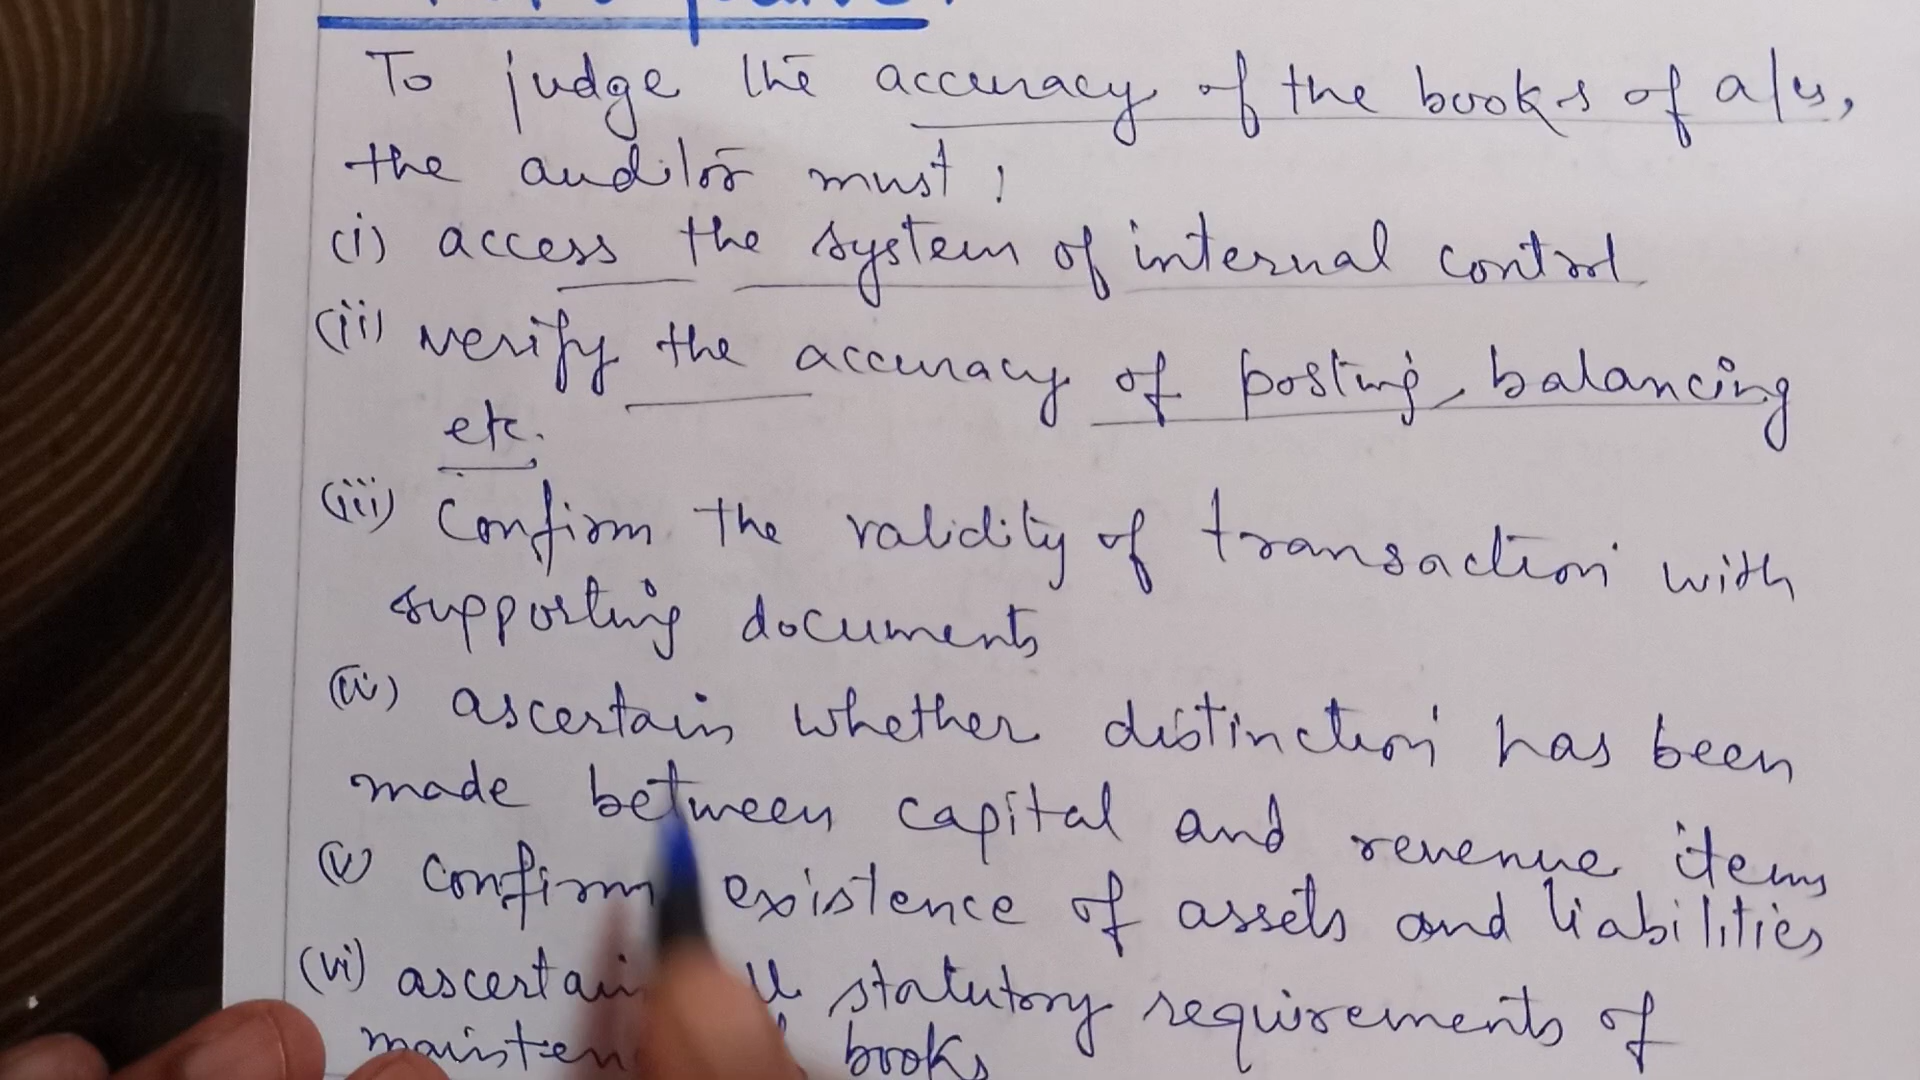 To judge the accuracy of the books of a/cs,
the auditor must:
(i) access the system of internal control
(ii) verify the accuracy of posting, balancing
etc.
(iii) Confirm the validity of transaction with
supporting documents
(iv) ascertain whether distinction has been
made between capital and revenue items
(v) confirm existence of assets and liabilities
(vi) ascertain statutory requirements of
books